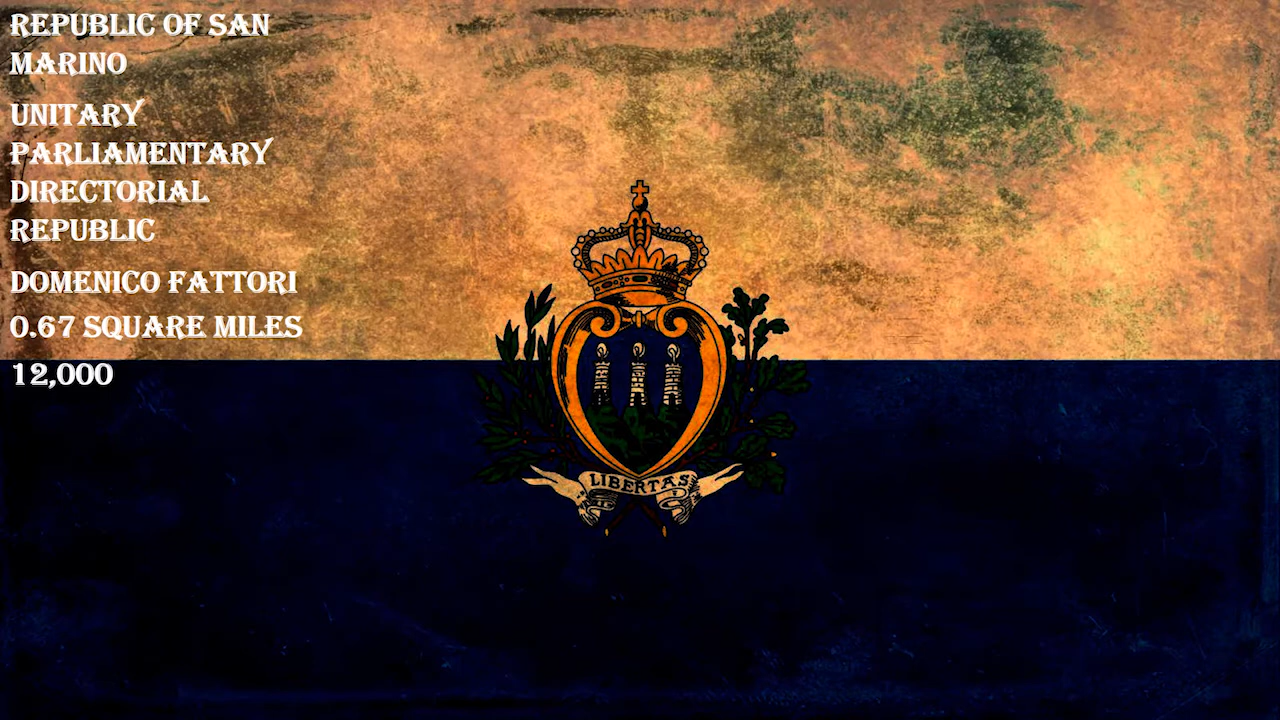 REPUBLIC OF SAN
MARINO
UNITARY
PARLIAMENTARY
DIRECTORIAL
REPUBLIC
DOMENICO FATTORI
0.67 SQUARE MILES
12,000
LIBERTAS